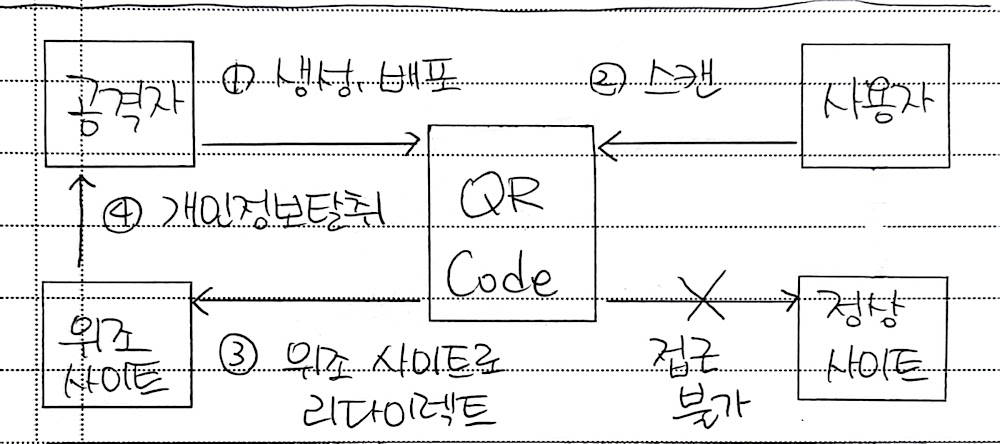 공격자
① 생성, 배포
② 스캔
사용자
QR
Code
④ 개인정보탈취
위조
사이트
③ 위조 사이트로
리다이렉트
접근
불가
정상
사이트